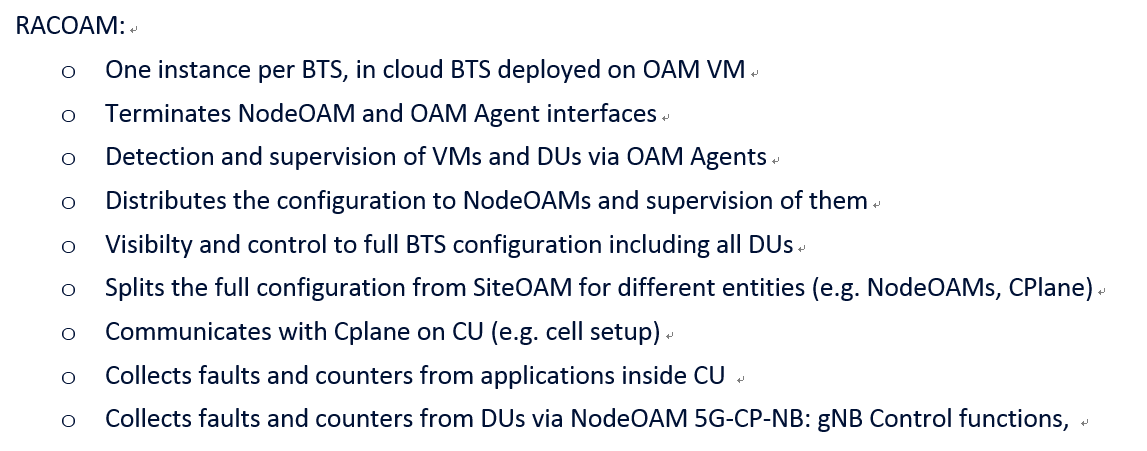 RACOAM:
o One instance per BTS, in cloud BTS deployed on OAM VM
o Terminates NodeOAM and OAM Agent interfaces
o Detection and supervision of VMs and DUs via OAM Agents
o Distributes the configuration to NodeOAMs and supervision of them
o Visibilty and control to full BTS configuration including all DUs
o Splits the full configuration from SiteOAM for different entities (e.g. NodeOAMs, CPlane)
o Communicates with Cplane on CU (e.g. cell setup)
o Collects faults and counters from applications inside CU
o Collects faults and counters from DUs via NodeOAM 5G-CP-NB: gNB Control functions,